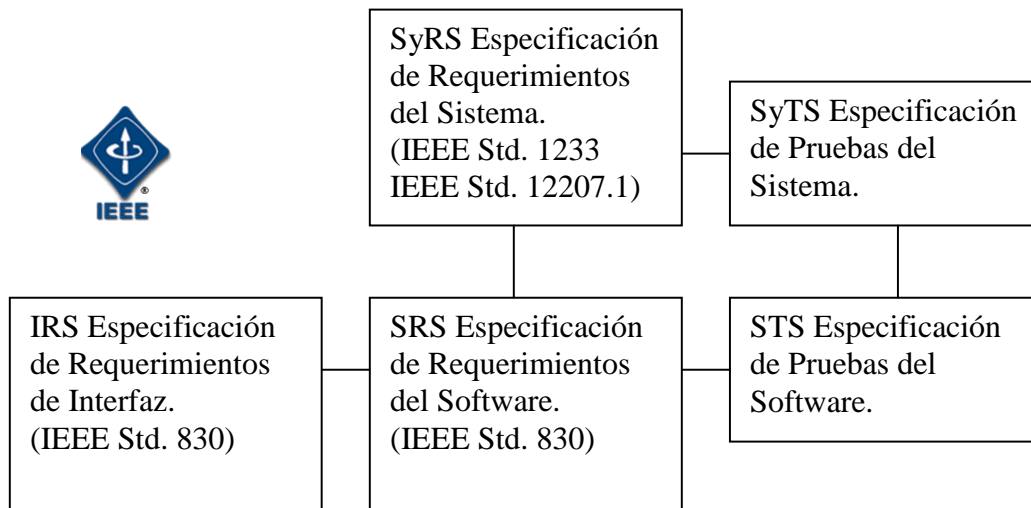 SyRS Especificación
de Requerimientos
del Sistema.
(IEEE Std. 1233
IEEE Std. 12207.1)
SyTS Especificación
de Pruebas del
Sistema.
®
IEEE
IRS Especificación
de Requerimientos
de Interfaz.
(IEEE Std. 830)
SRS Especificación
de Requerimientos
del Software.
(IEEE Std. 830)
STS Especificación
de Pruebas del
Software.